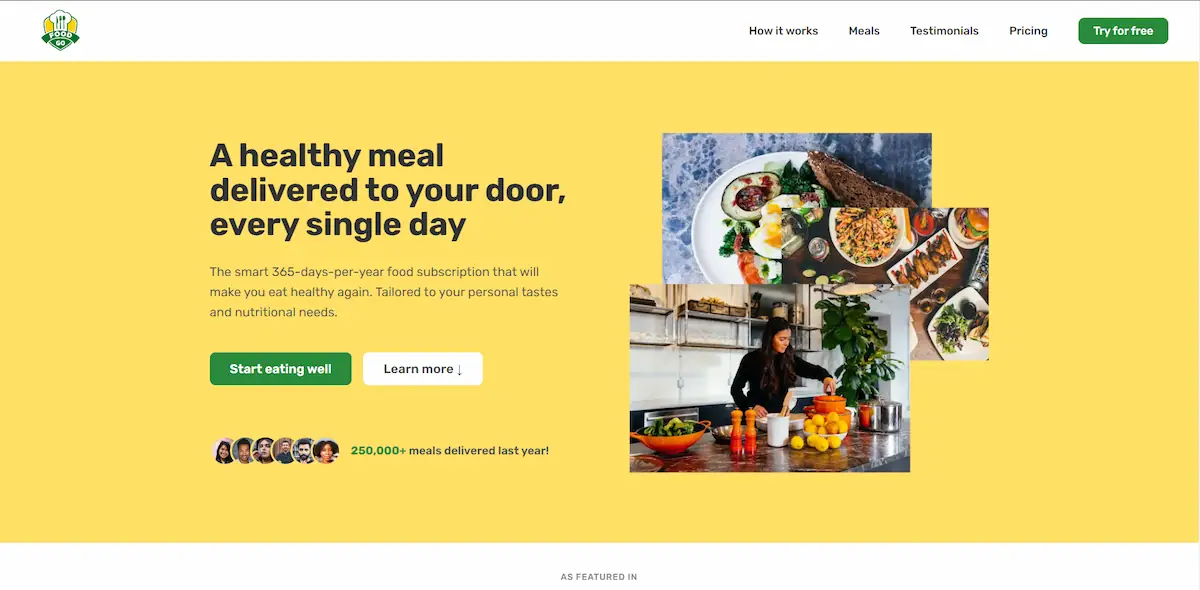 FOOD
GO
How it works
Meals
Testimonials
Pricing
Try for free
A healthy meal
delivered to your door,
every single day
The smart 365-days-per-year food subscription that will
make you eat healthy again. Tailored to your personal tastes
and nutritional needs.
Start eating well
Learn more ↓
250,000+ meals delivered last year!
AS FEATURED IN